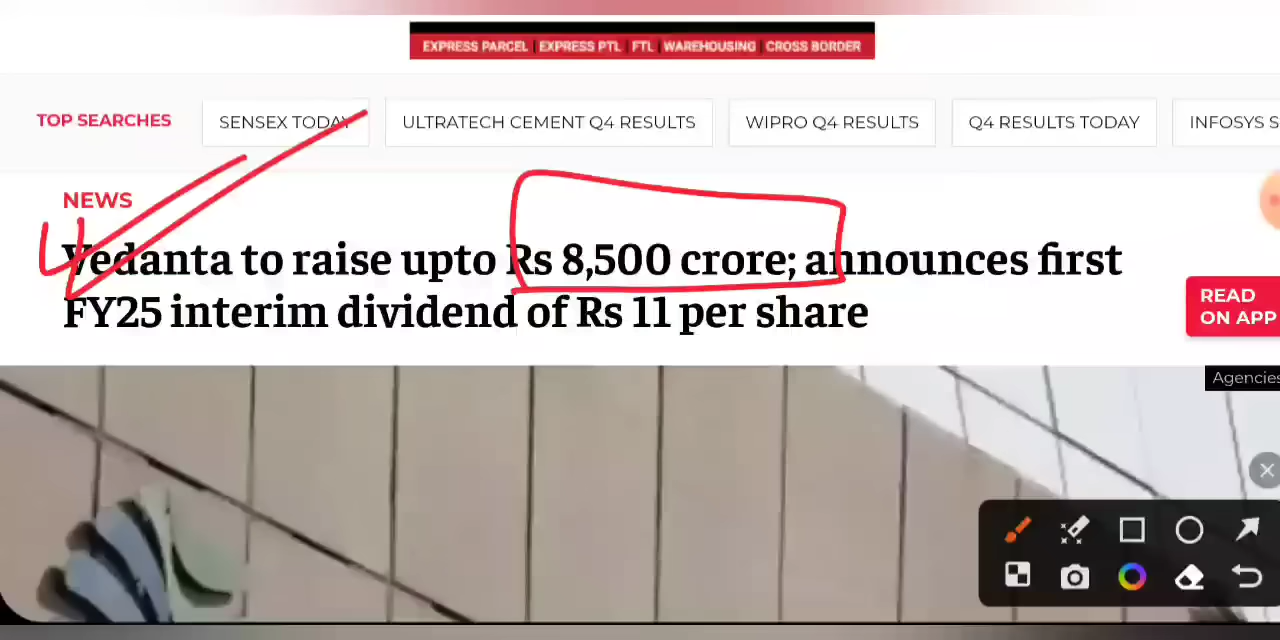 EXPRESS PARCEL | EXPRESS PTL | FTL | WAREHOUSING | CROSS BORDER
TOP SEARCHES SENSEX TODAY ULTRATECH CEMENT Q4 RESULTS WIPRO Q4 RESULTS Q4 RESULTS TODAY INFOSYS S
NEWS
Vedanta to raise upto Rs 8,500 crore; announces first
FY25 interim dividend of Rs 11 per share
READ
ON APP
Agencies